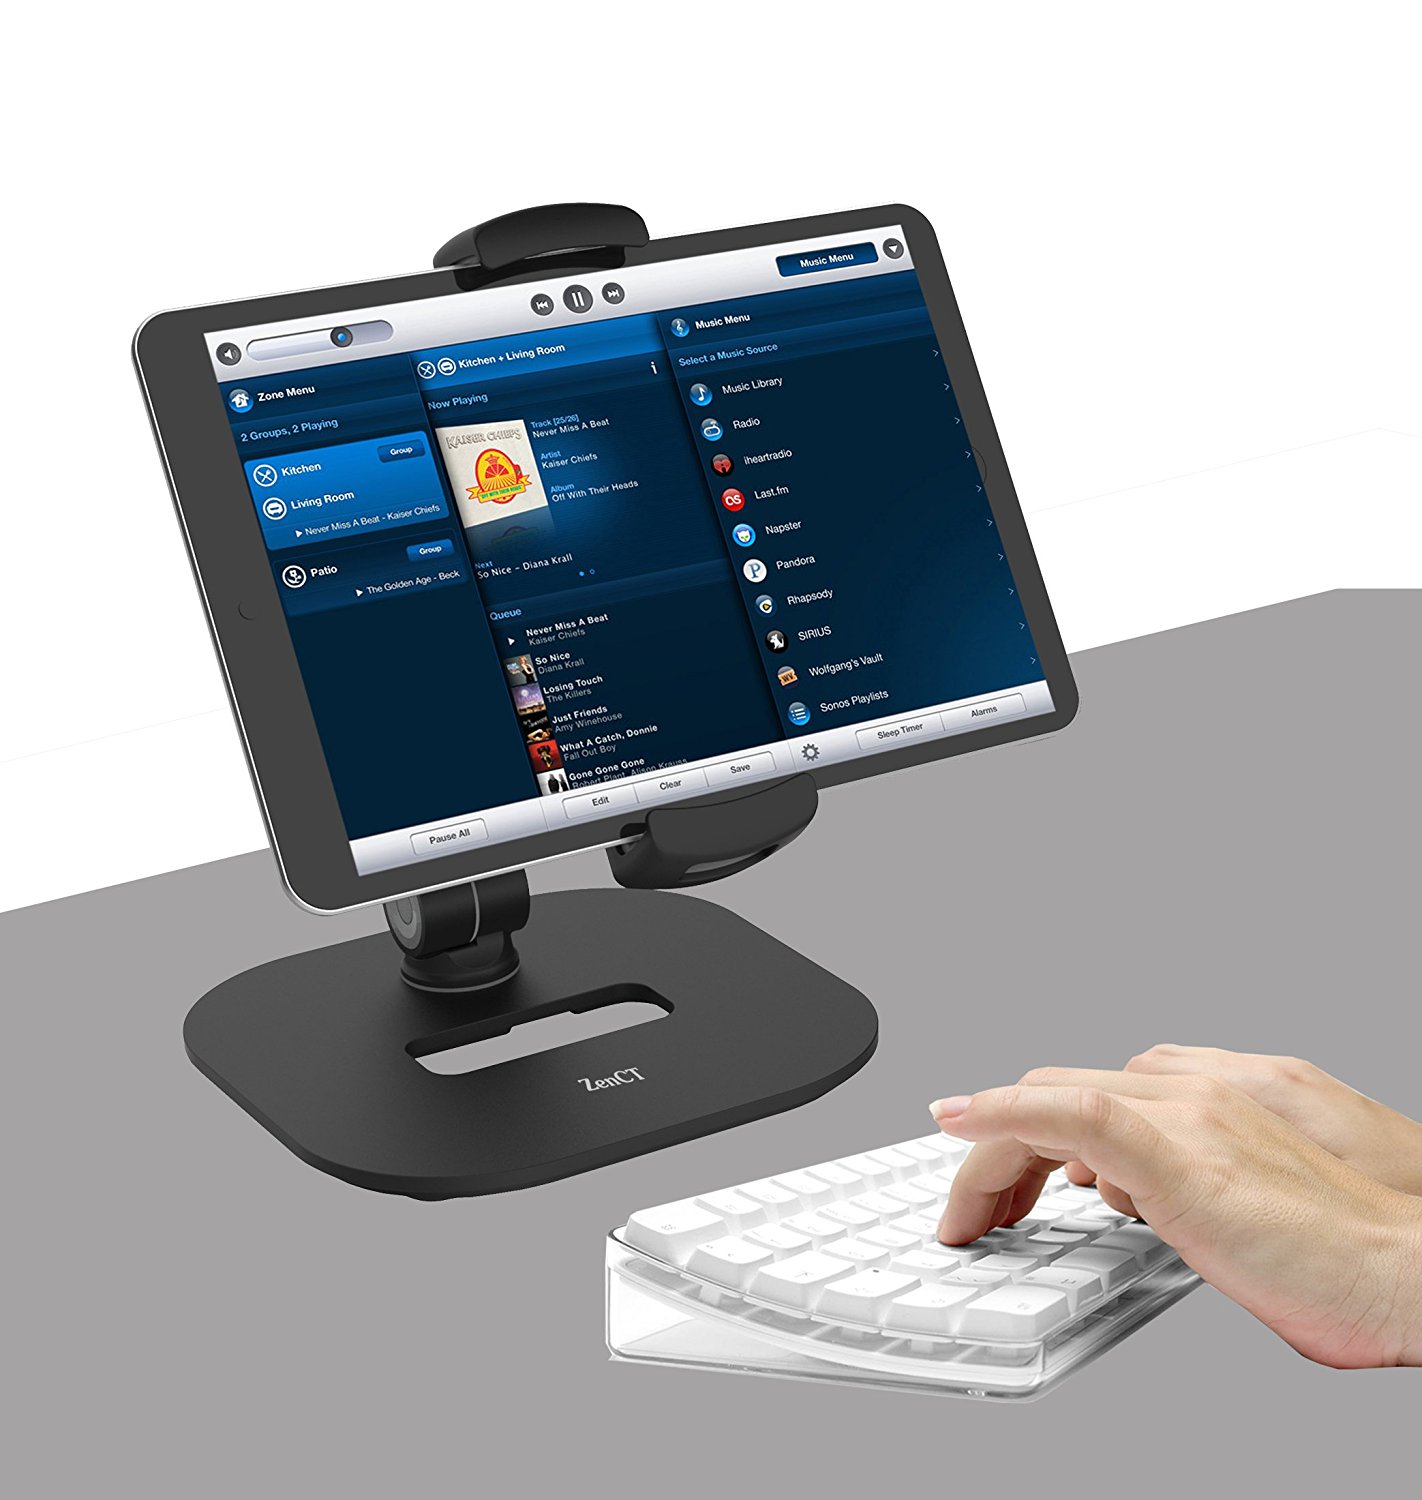 Music Menu
Zone Menu
2 Groups, 2 Playing
Kitchen
Group
Living Room
Never Miss A Beat - Kaiser Chiefs
Patio
Group
The Golden Age - Beck
Pause All
Kitchen + Living Room
Now Playing
i
KAISER CHIEFS
OFF WITH THEIR HEADS
Track [25/26]
Never Miss A Beat
Artist
Kaiser Chiefs
Album
Off With Their Heads
Next
So Nice - Diana Krall
Queue
Never Miss A Beat
Kaiser Chiefs
So Nice
Diana Krall
Losing Touch
The Killers
Just Friends
Amy Winehouse
What A Catch, Donnie
Fall Out Boy
Gone Gone Gone
Robert Plant, Alison Krauss
Edit
Clear
Save
Music Menu
Select a Music Source
Music Library
Radio
iheartradio
Last.fm
Napster
Pandora
Rhapsody
SIRIUS
Wolfgang's Vault
Sonos Playlists
Sleep Timer
Alarms
ZenCT